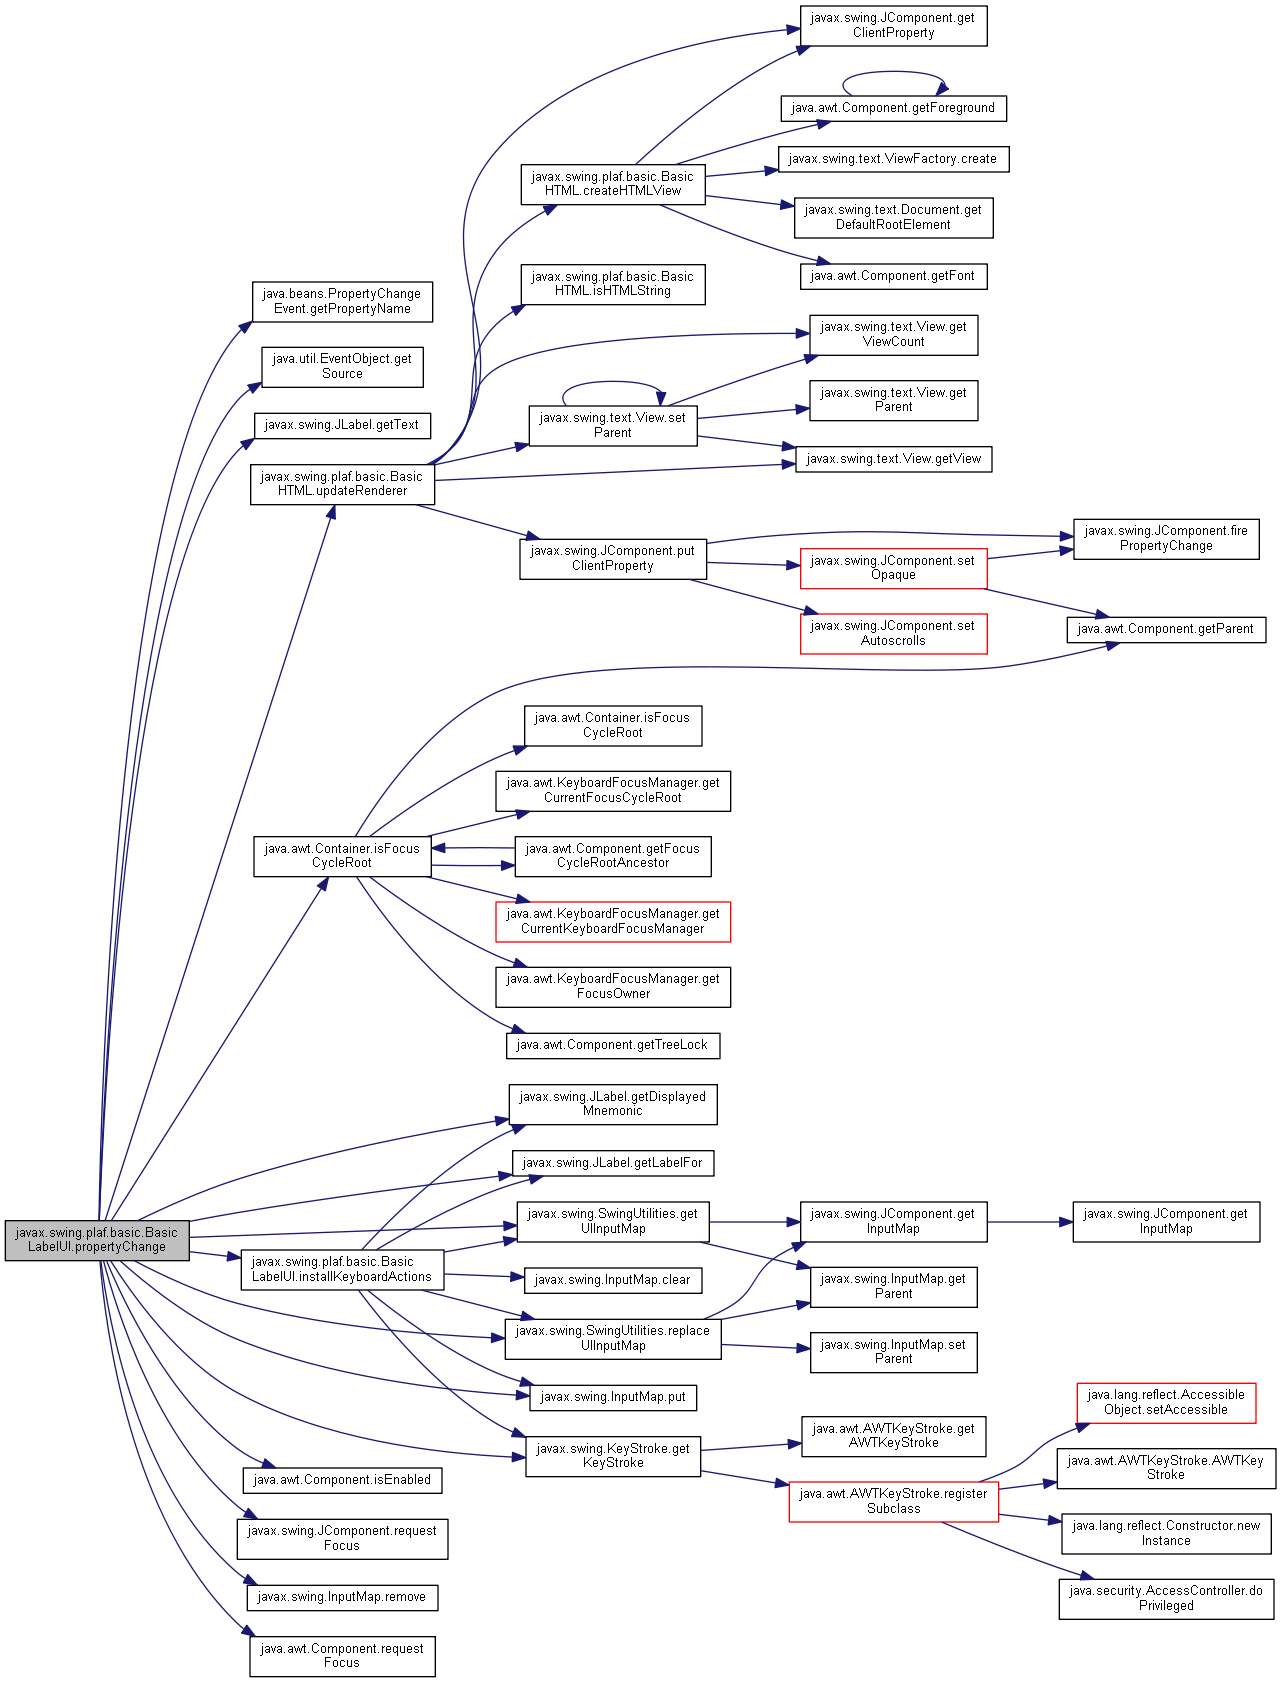 javax.swing.JComponent.get
ClientProperty
java.awt.Component.getForeground
javax.swing.text.ViewFactory.create
javax.swing.plaf.basic.Basic
HTML.createHTMLView
javax.swing.text.Document.get
DefaultRootElement
java.awt.Component.getFont
javax.swing.plaf.basic.Basic
HTML.isHTMLString
java.beans.PropertyChange
Event.getPropertyName
javax.swing.text.View.get
ViewCount
java.util.EventObject.get
Source
javax.swing.text.View.get
Parent
javax.swing.JLabel.getText
javax.swing.text.View.set
Parent
javax.swing.text.View.getView
javax.swing.plaf.basic.Basic
HTML.updateRenderer
javax.swing.JComponent.fire
PropertyChange
javax.swing.JComponent.put
ClientProperty
javax.swing.JComponent.set
Opaque
javax.swing.JComponent.set
Autoscrolls
java.awt.Component.getParent
java.awt.Container.isFocus
CycleRoot
java.awt.KeyboardFocusManager.get
CurrentFocusCycleRoot
java.awt.Container.isFocus
CycleRoot
java.awt.Component.getFocus
CycleRootAncestor
java.awt.KeyboardFocusManager.get
CurrentKeyboardFocusManager
java.awt.KeyboardFocusManager.get
FocusOwner
java.awt.Component.getTreeLock
javax.swing.JLabel.getDisplayed
Mnemonic
javax.swing.JLabel.getLabelFor
javax.swing.plaf.basic.Basic
LabelUI.propertyChange
javax.swing.SwingUtilities.get
UIInputMap
javax.swing.JComponent.get
InputMap
javax.swing.JComponent.get
InputMap
javax.swing.plaf.basic.Basic
LabelUI.installKeyboardActions
javax.swing.InputMap.clear
javax.swing.InputMap.get
Parent
javax.swing.SwingUtilities.replace
UIInputMap
javax.swing.InputMap.set
Parent
javax.swing.InputMap.put
java.lang.reflect.Accessible
Object.setAccessible
javax.swing.KeyStroke.get
KeyStroke
java.awt.AWTKeyStroke.get
AWTKeyStroke
java.awt.AWTKeyStroke.AWTKey
Stroke
java.awt.Component.isEnabled
java.awt.AWTKeyStroke.register
Subclass
java.lang.reflect.Constructor.new
Instance
javax.swing.JComponent.request
Focus
java.security.AccessController.do
Privileged
javax.swing.InputMap.remove
java.awt.Component.request
Focus